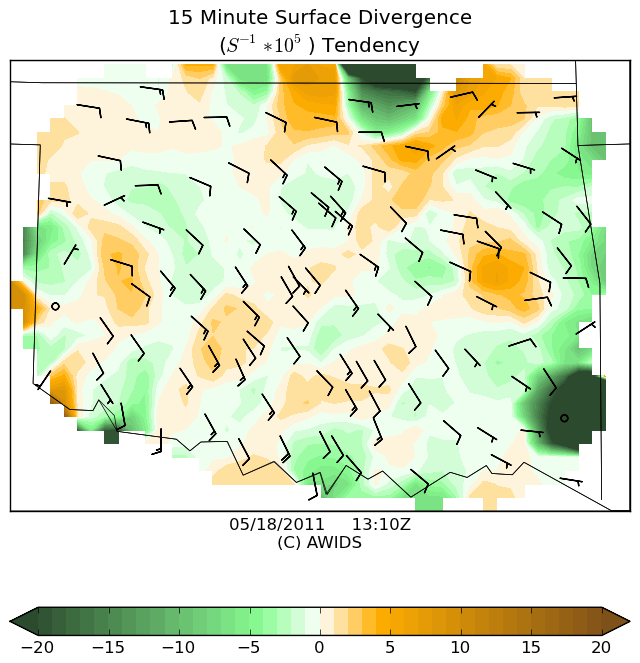 15 Minute Surface Divergence
(S⁻¹ *10⁵ ) Tendency
05/18/2011 13:10Z
(C) AWIDS
−20 −15 −10 −5 0 5 10 15 20